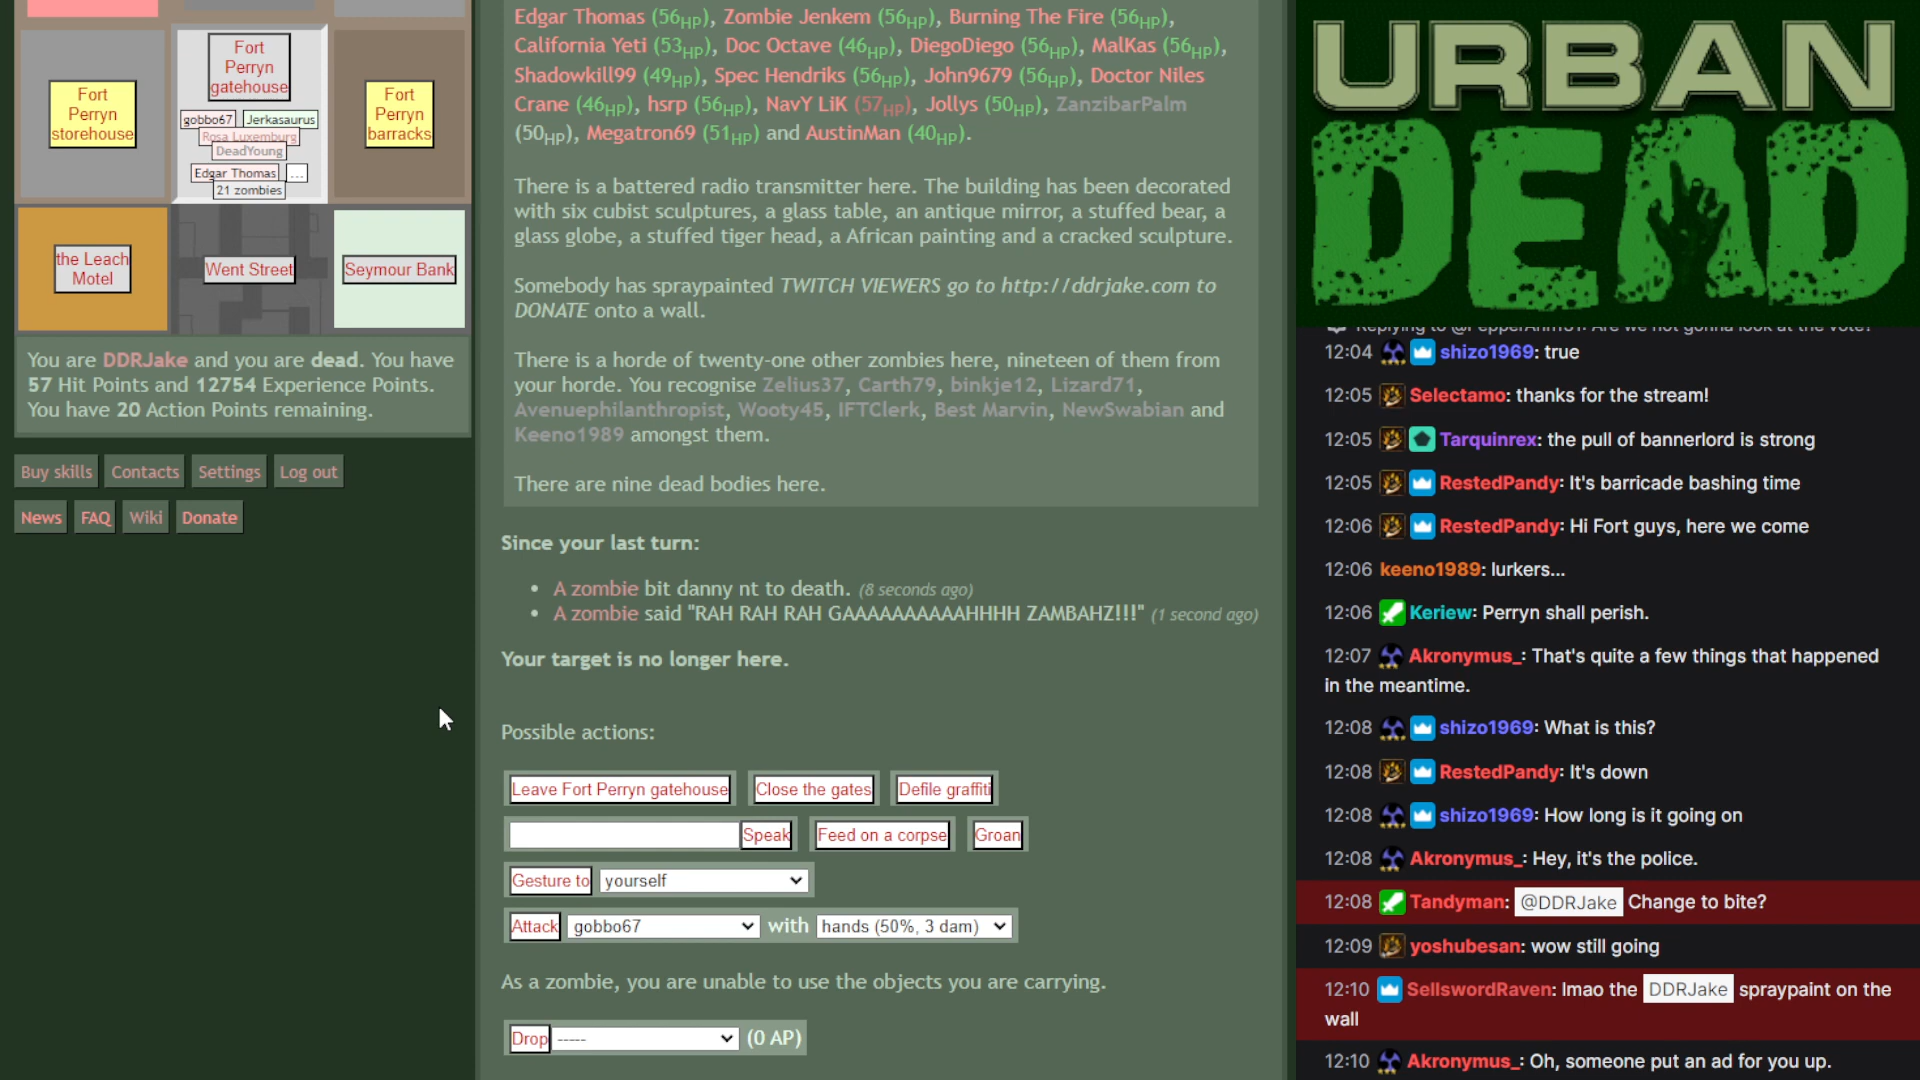 Fort
Perryn
storehouse
Fort
Perryn
gatehouse
gobbo67 Jerkasaurus
Rosa Luxemburg
DeadYoung
Edgar Thomas ...
21 zombies
Fort
Perryn
barracks
the Leach
Motel
Went Street
Seymour Bank
You are DDRJake and you are dead. You have
57 Hit Points and 12754 Experience Points.
You have 20 Action Points remaining.
Buy skills Contacts Settings Log out
News FAQ Wiki Donate
Edgar Thomas (56HP), Zombie Jenkem (56HP), Burning The Fire (56HP),
California Yeti (53HP), Doc Octave (46HP), DiegoDiego (56HP), MalKas (56HP),
Shadowkill99 (49HP), Spec Hendriks (56HP), John9679 (56HP), Doctor Niles
Crane (46HP), hsrp (56HP), NavY LiK (57HP), Jollys (50HP), ZanzibarPalm
(50HP), Megatron69 (51HP) and AustinMan (40HP).
There is a battered radio transmitter here. The building has been decorated
with six cubist sculptures, a glass table, an antique mirror, a stuffed bear, a
glass globe, a stuffed tiger head, a African painting and a cracked sculpture.
Somebody has spraypainted TWITCH VIEWERS go to http://ddrjake.com to
DONATE onto a wall.
There is a horde of twenty-one other zombies here, nineteen of them from
your horde. You recognise Zelius37, Carth79, binkje12, Lizard71,
Avenuephilanthropist, Wooty45, IFTClerk, Best Marvin, NewSwabian and
Keeno1989 amongst them.
There are nine dead bodies here.
Since your last turn:
• A zombie bit danny nt to death. (8 seconds ago)
• A zombie said "RAH RAH RAH GAAAAAAAAAAHHHH ZAMBAHZ!!!" (1 second ago)
Your target is no longer here.
Possible actions:
Leave Fort Perryn gatehouse Close the gates Defile graffiti
Speak Feed on a corpse Groan
Gesture to yourself
Attack gobbo67 with hands (50%, 3 dam)
As a zombie, you are unable to use the objects you are carrying.
Drop ----- (0 AP)
URBAN
DEAD
Replying to @PepperAnn161: Are we not gonna look at the vote?
12:04 shizo1969: true
12:05 Selectamo: thanks for the stream!
12:05 Tarquinrex: the pull of bannerlord is strong
12:05 RestedPandy: It's barricade bashing time
12:06 RestedPandy: Hi Fort guys, here we come
12:06 keeno1989: lurkers...
12:06 Keriew: Perryn shall perish.
12:07 Akronymus_: That's quite a few things that happened
in the meantime.
12:08 shizo1969: What is this?
12:08 RestedPandy: It's down
12:08 shizo1969: How long is it going on
12:08 Akronymus_: Hey, it's the police.
12:08 Tandyman: @DDRJake Change to bite?
12:09 yoshubesan: wow still going
12:10 SellswordRaven: lmao the DDRJake spraypaint on the
wall
12:10 Akronymus_: Oh, someone put an ad for you up.